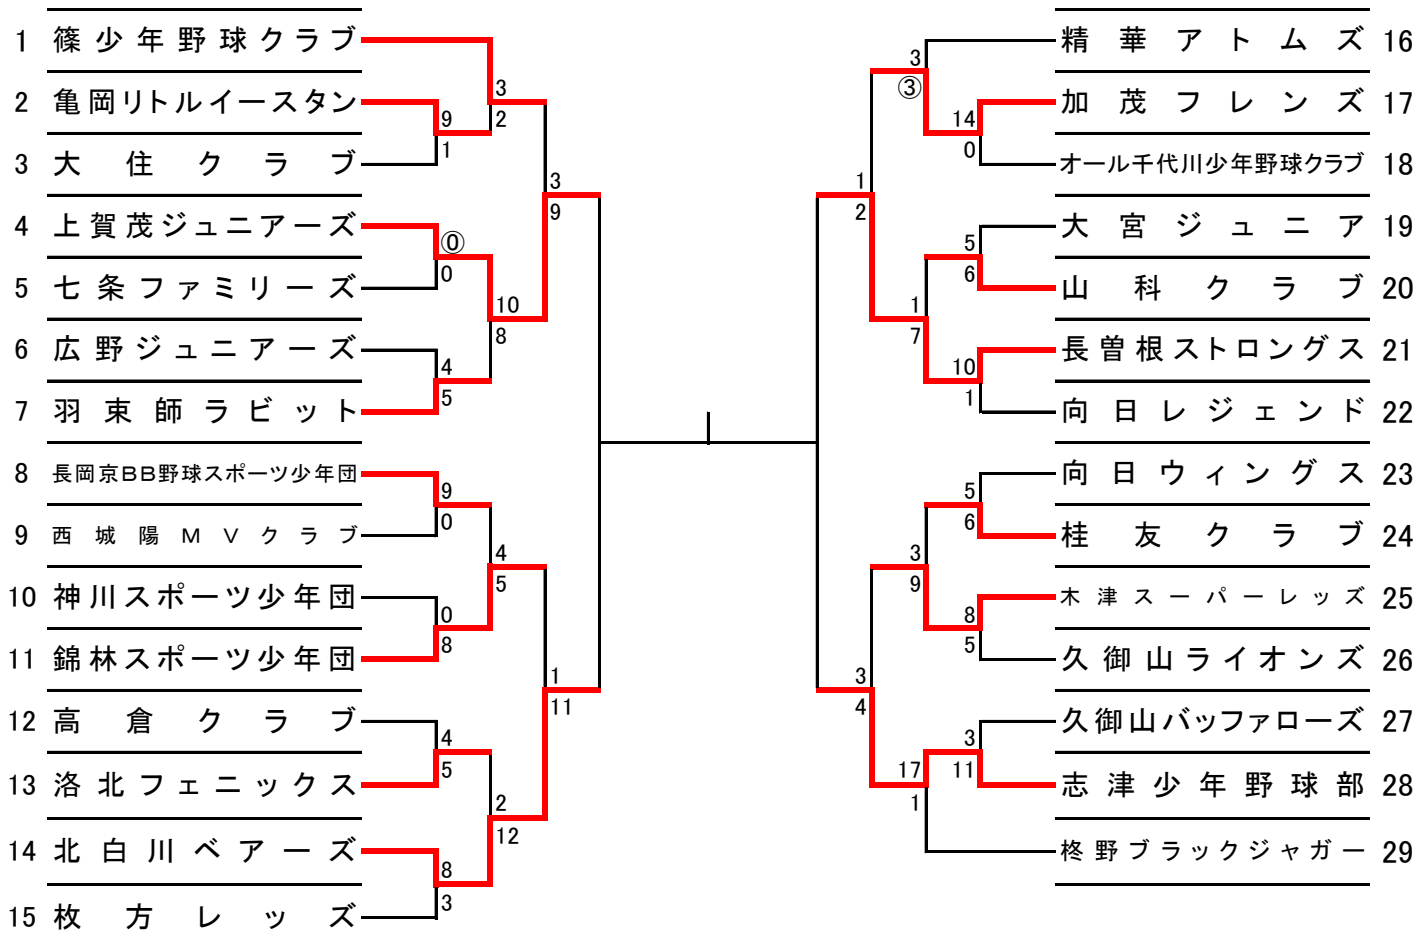 1 篠少年野球クラブ
2 亀岡リトルイースタン
3 大住クラブ
4 上賀茂ジュニアーズ
5 七条ファミリーズ
6 広野ジュニアーズ
7 羽束師ラビット
8 長岡京BB野球スポーツ少年団
9 西城陽MVクラブ
10 神川スポーツ少年団
11 錦林スポーツ少年団
12 高倉クラブ
13 洛北フェニックス
14 北白川ベアーズ
15 枚方レッズ
9
1
⓪
0
4
5
9
0
0
8
4
5
8
3
3
2
10
8
4
5
2
12
3
9
1
11
1
2
3
4
3
③
1
7
3
9
17
1
14
0
5
6
10
1
5
6
8
5
3
11
精華アトムズ 16
加茂フレンズ 17
オール千代川少年野球クラブ 18
大宮ジュニア 19
山科クラブ 20
長曽根ストロングス 21
向日レジェンド 22
向日ウィングス 23
桂友クラブ 24
木津スーパーレッズ 25
久御山ライオンズ 26
久御山バッファローズ 27
志津少年野球部 28
柊野ブラックジャガー 29